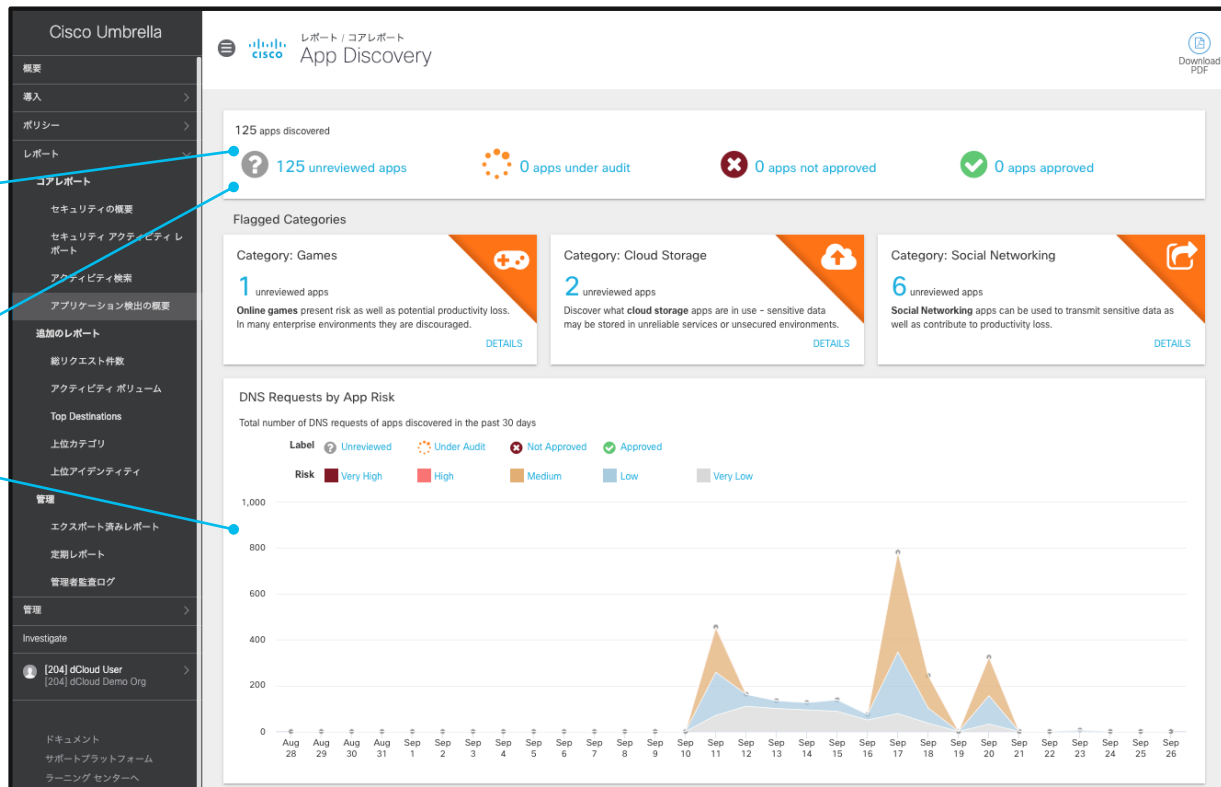 Cisco Umbrella
概要
導入
ポリシー
レポート
コアレポート
セキュリティの概要
セキュリティ アクティビティ レ
ポート
アクティビティ検索
アプリケーション検出の概要
追加のレポート
総リクエスト件数
アクティビティ ボリューム
Top Destinations
上位カテゴリ
上位アイデンティティ
管理
エクスポート済みレポート
定期レポート
管理者監査ログ
管理
Investigate
[204] dCloud User
[204] dCloud Demo Org
ドキュメント
サポートプラットフォーム
ラーニング センターへ
CISCO
レポート / コアレポート
App Discovery
Download
PDF
125 apps discovered
125 unreviewed apps
0 apps under audit
0 apps not approved
0 apps approved
Flagged Categories
Category: Games
1 unreviewed apps
Online games present risk as well as potential productivity loss.
In many enterprise environments they are discouraged.
DETAILS
Category: Cloud Storage
2 unreviewed apps
Discover what cloud storage apps are in use - sensitive data
may be stored in unreliable services or unsecured environments.
DETAILS
Category: Social Networking
6 unreviewed apps
Social Networking apps can be used to transmit sensitive data as
well as contribute to productivity loss.
DETAILS
DNS Requests by App Risk
Total number of DNS requests of apps discovered in the past 30 days
Label Unreviewed Under Audit Not Approved Approved
Risk Very High High Medium Low Very Low
1,000
800
600
400
200
0
Aug 28 Aug 29 Aug 30 Aug 31 Sep 1 Sep 2 Sep 3 Sep 4 Sep 5 Sep 6 Sep 7 Sep 8 Sep 9 Sep 10 Sep 11 Sep 12 Sep 13 Sep 14 Sep 15 Sep 16 Sep 17 Sep 18 Sep 19 Sep 20 Sep 21 Sep 22 Sep 23 Sep 24 Sep 25 Sep 26